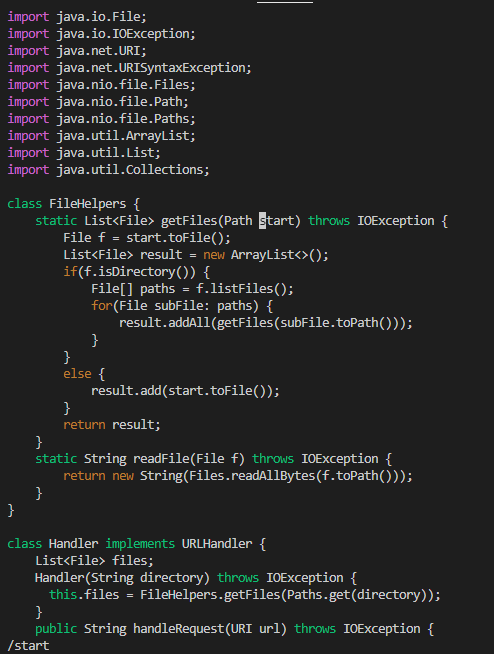 import java.io.File;
import java.io.IOException;
import java.net.URI;
import java.net.URISyntaxException;
import java.nio.file.Files;
import java.nio.file.Path;
import java.nio.file.Paths;
import java.util.ArrayList;
import java.util.List;
import java.util.Collections;

class FileHelpers {
    static List<File> getFiles(Path start) throws IOException {
        File f = start.toFile();
        List<File> result = new ArrayList<>();
        if(f.isDirectory()) {
            File[] paths = f.listFiles();
            for(File subFile: paths) {
                result.addAll(getFiles(subFile.toPath()));
            }
        }
        else {
            result.add(start.toFile());
        }
        return result;
    }
    static String readFile(File f) throws IOException {
        return new String(Files.readAllBytes(f.toPath()));
    }
}

class Handler implements URLHandler {
    List<File> files;
    Handler(String directory) throws IOException {
      this.files = FileHelpers.getFiles(Paths.get(directory));
    }
    public String handleRequest(URI url) throws IOException {
/start